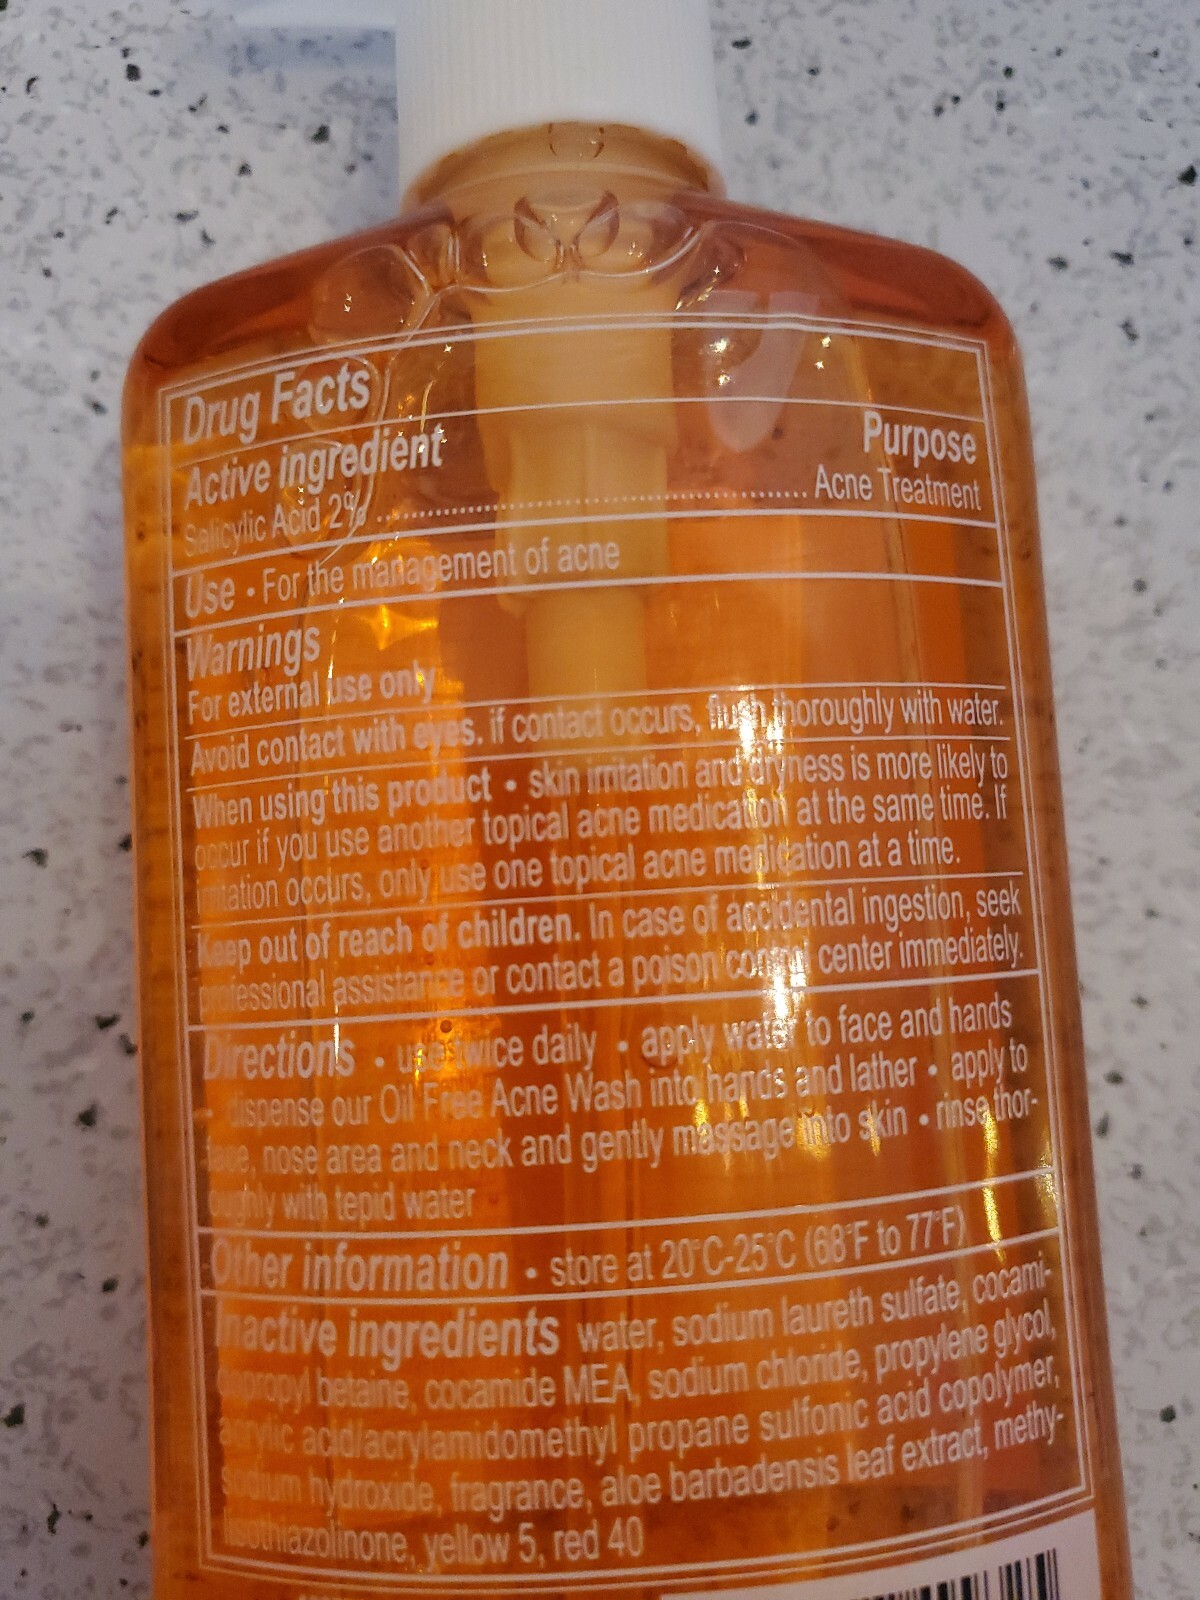 Drug Facts
Active ingredient Purpose
Salicylic Acid 2% ........................................ Acne Treatment
Use • For the management of acne
Warnings
For external use only
Avoid contact with eyes. if contact occurs, flush thoroughly with water.
When using this product • skin irritation and dryness is more likely to
occur if you use another topical acne medication at the same time. If
irritation occurs, only use one topical acne medication at a time.
Keep out of reach of children. In case of accidental ingestion, seek
professional assistance or contact a poison control center immediately.
Directions • use twice daily • apply water to face and hands
• dispense our Oil Free Acne Wash into hands and lather • apply to
face, nose area and neck and gently massage into skin • rinse thor-
oughly with tepid water
Other information • store at 20°C-25°C (68°F to 77°F)
Inactive ingredients water, sodium laureth sulfate, cocami-
dopropyl betaine, cocamide MEA, sodium chloride, propylene glycol,
acrylic acid/acrylamidomethyl propane sulfonic acid copolymer,
sodium hydroxide, fragrance, aloe barbadensis leaf extract, methy-
lisothiazolinone, yellow 5, red 40